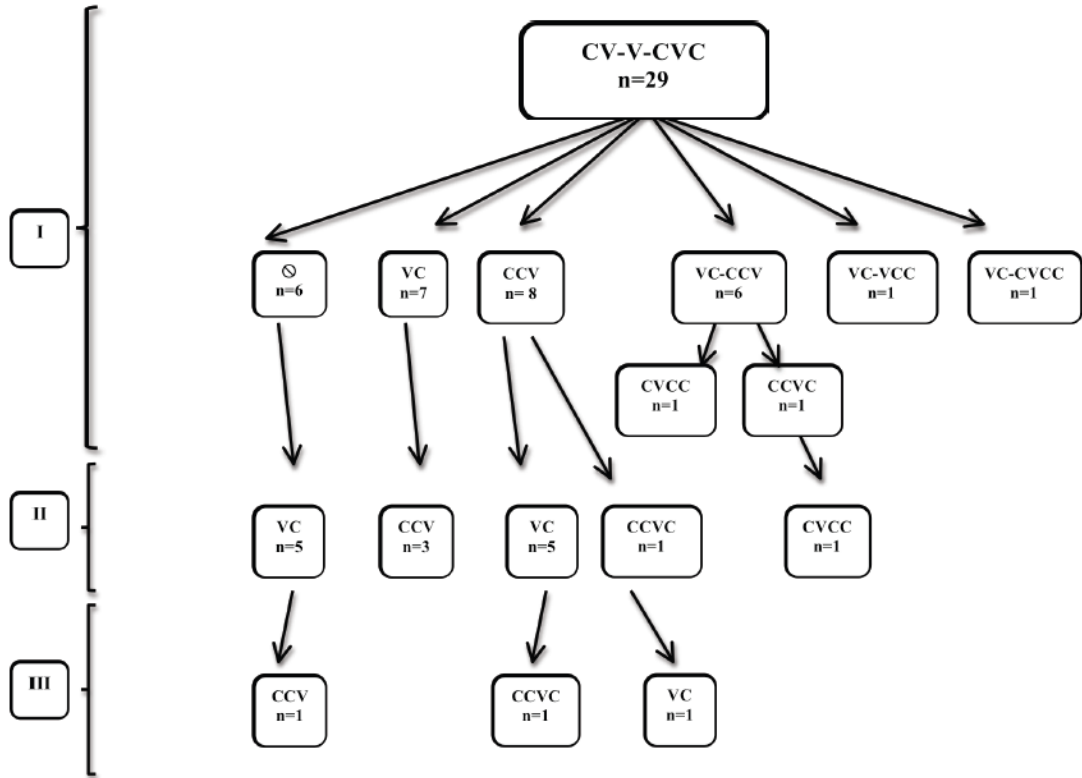 CV-V-CVC
n=29
I
⦸
n=6
VC
n=7
CCV
n= 8
VC-CCV
n=6
VC-VCC
n=1
VC-CVCC
n=1
CVCC
n=1
CCVC
n=1
II
VC
n=5
CCV
n=3
VC
n=5
CCVC
n=1
CVCC
n=1
III
CCV
n=1
CCVC
n=1
VC
n=1